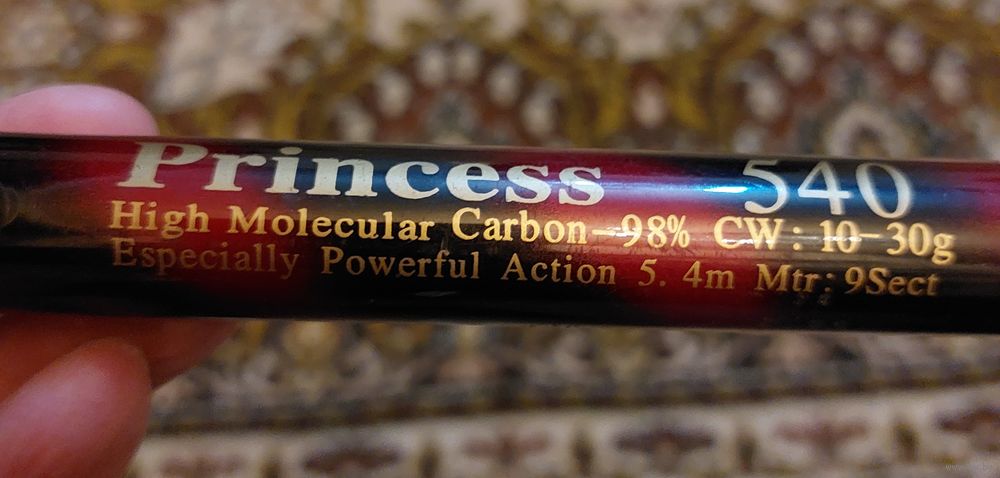 Princess 540
High Molecular Carbon-98% CW: 10-30g
Especially Powerful Action 5. 4m Mtr: 9Sect